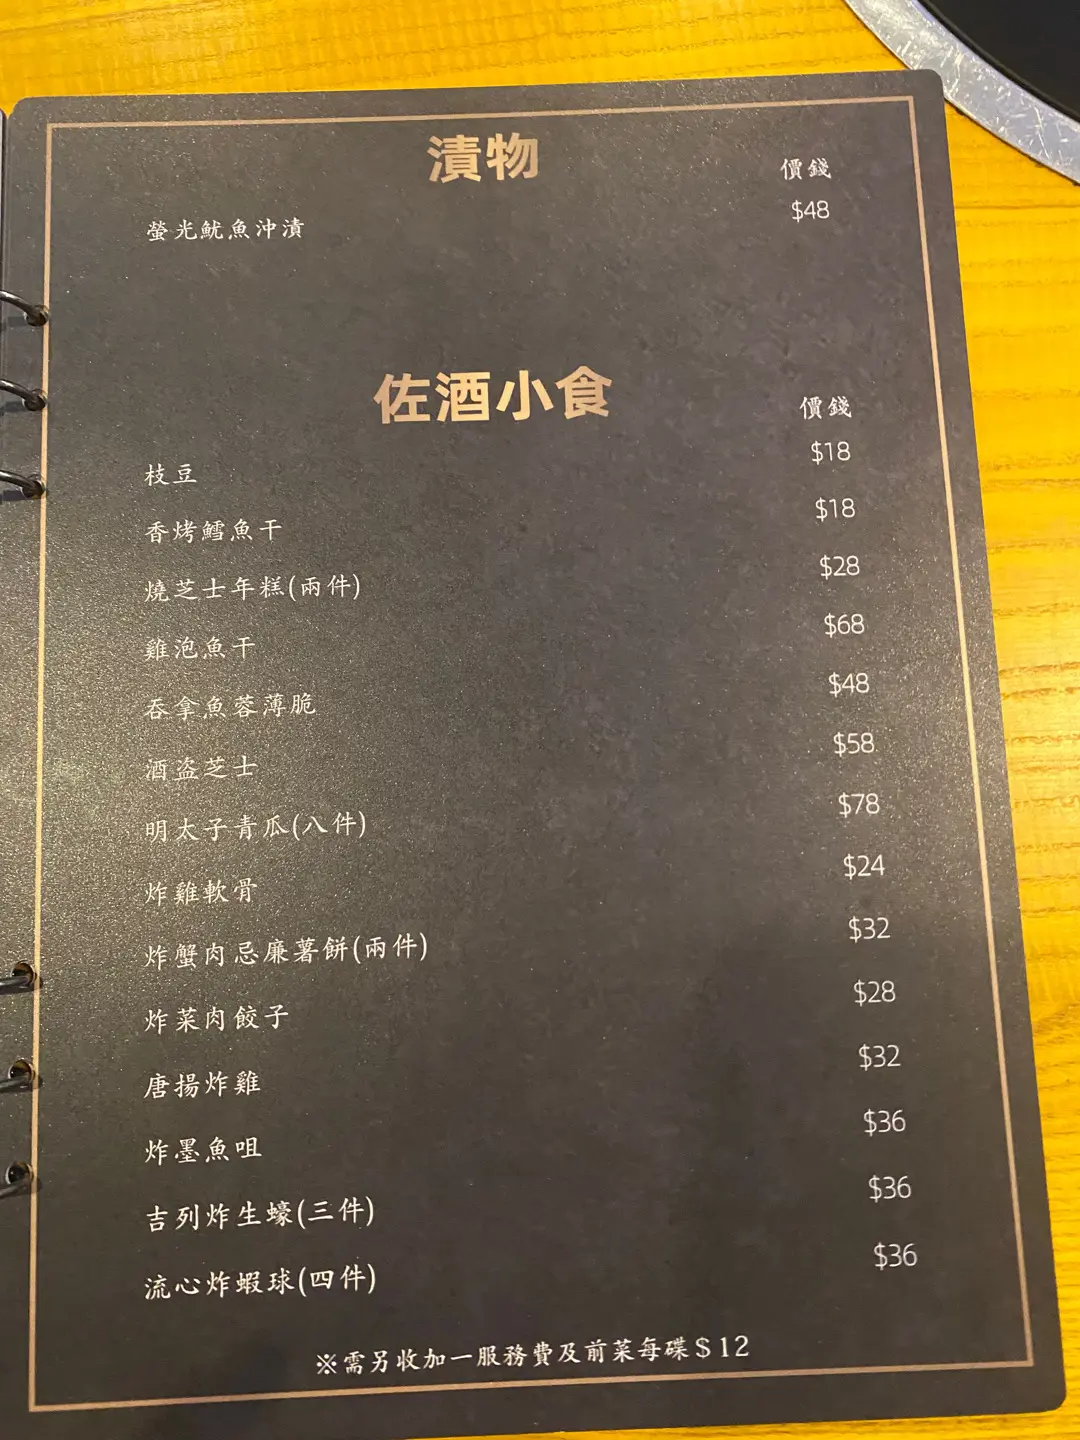 漬物
價錢
螢光魷魚沖漬 $48
佐酒小食
價錢
枝豆 $18
香烤鱈魚干 $18
燒芝士年糕(兩件) $28
雞泡魚干 $68
吞拿魚蓉薄脆 $48
酒盜芝士 $58
明太子青瓜(八件) $78
炸雞軟骨 $24
炸蟹肉忌廉薯餅(兩件) $32
炸菜肉餃子 $28
唐揚炸雞 $32
炸墨魚咀 $36
吉列炸生蠔(三件) $36
流心炸蝦球(四件) $36
※需另收加一服務費及前菜每碟$12